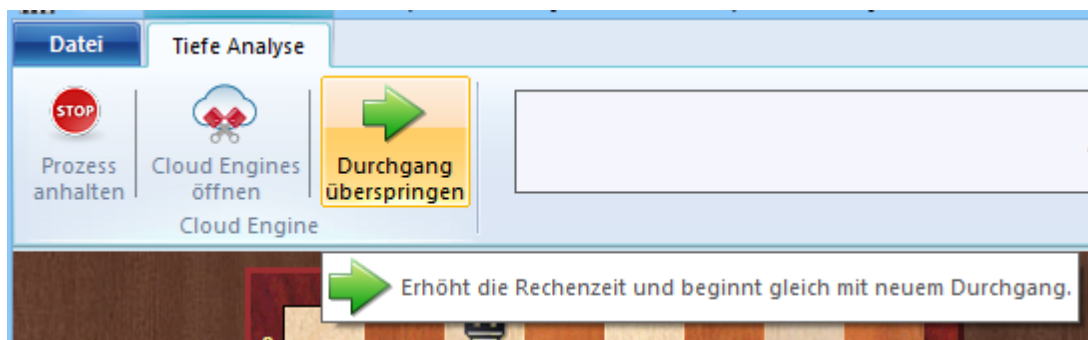 Datei
Tiefe Analyse
STOP
Prozess
anhalten
Cloud Engines
öffnen
Durchgang
überspringen
Cloud Engine
Erhöht die Rechenzeit und beginnt gleich mit neuem Durchgang.